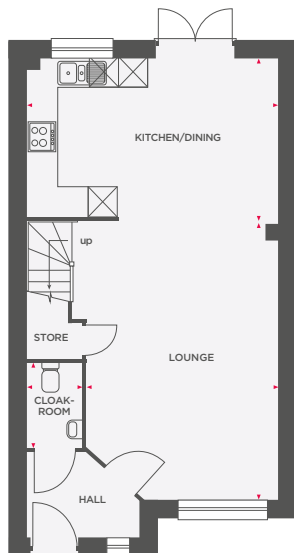 KITCHEN/DINING
up
STORE
LOUNGE
CLOAK-
ROOM
HALL